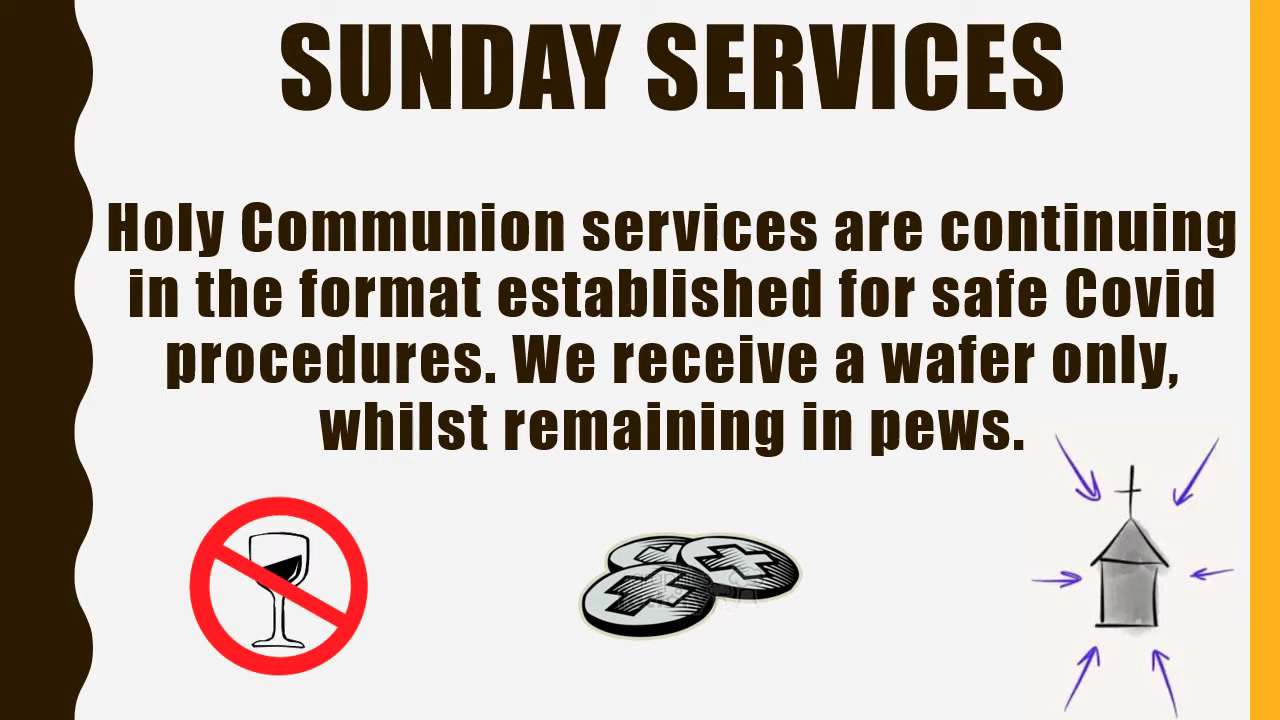 SUNDAY SERVICES
Holy Communion services are continuing
in the format established for safe Covid
procedures. We receive a wafer only,
whilst remaining in pews.